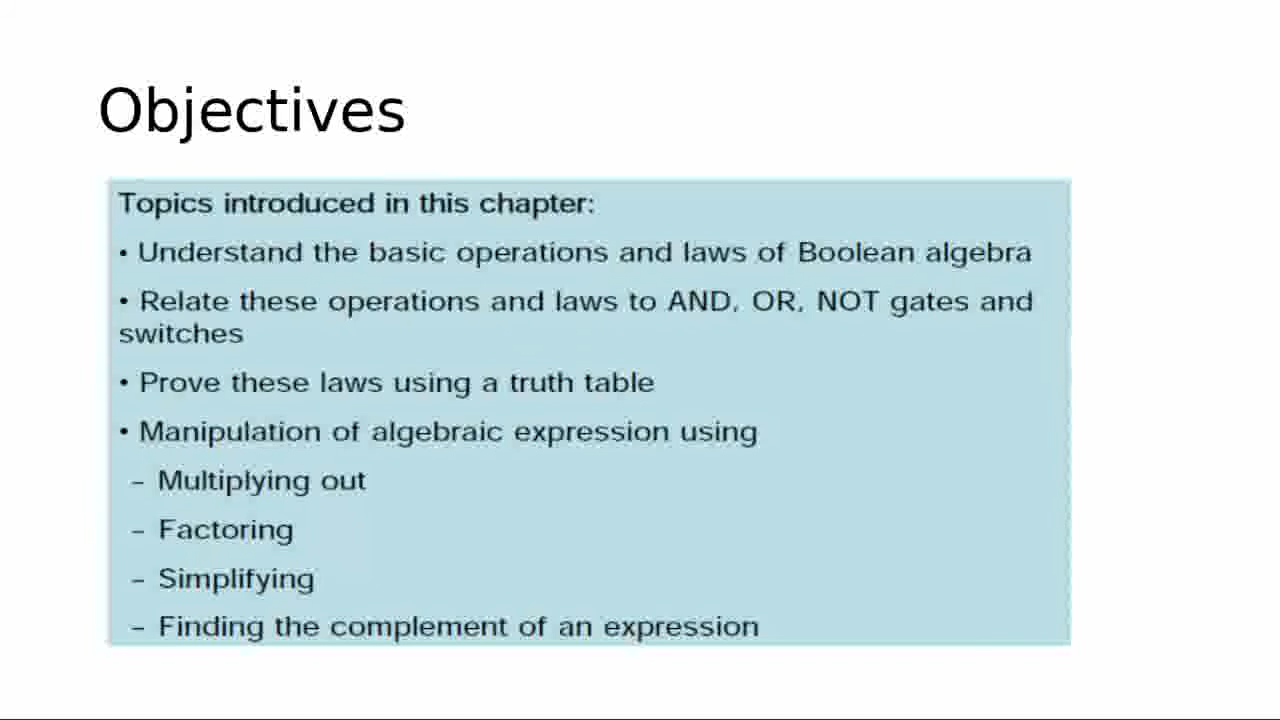 Objectives
Topics introduced in this chapter:
• Understand the basic operations and laws of Boolean algebra
• Relate these operations and laws to AND, OR, NOT gates and
switches
• Prove these laws using a truth table
• Manipulation of algebraic expression using
– Multiplying out
– Factoring
– Simplifying
– Finding the complement of an expression